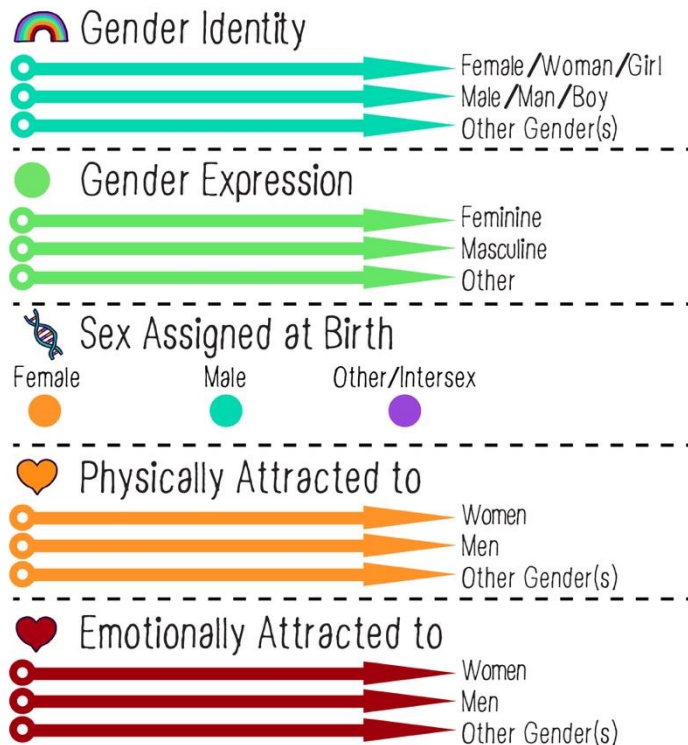 Gender Identity
Female/Woman/Girl
Male/Man/Boy
Other Gender(s)
Gender Expression
Feminine
Masculine
Other
Sex Assigned at Birth
Female Male Other/Intersex
Physically Attracted to
Women
Men
Other Gender(s)
Emotionally Attracted to
Women
Men
Other Gender(s)